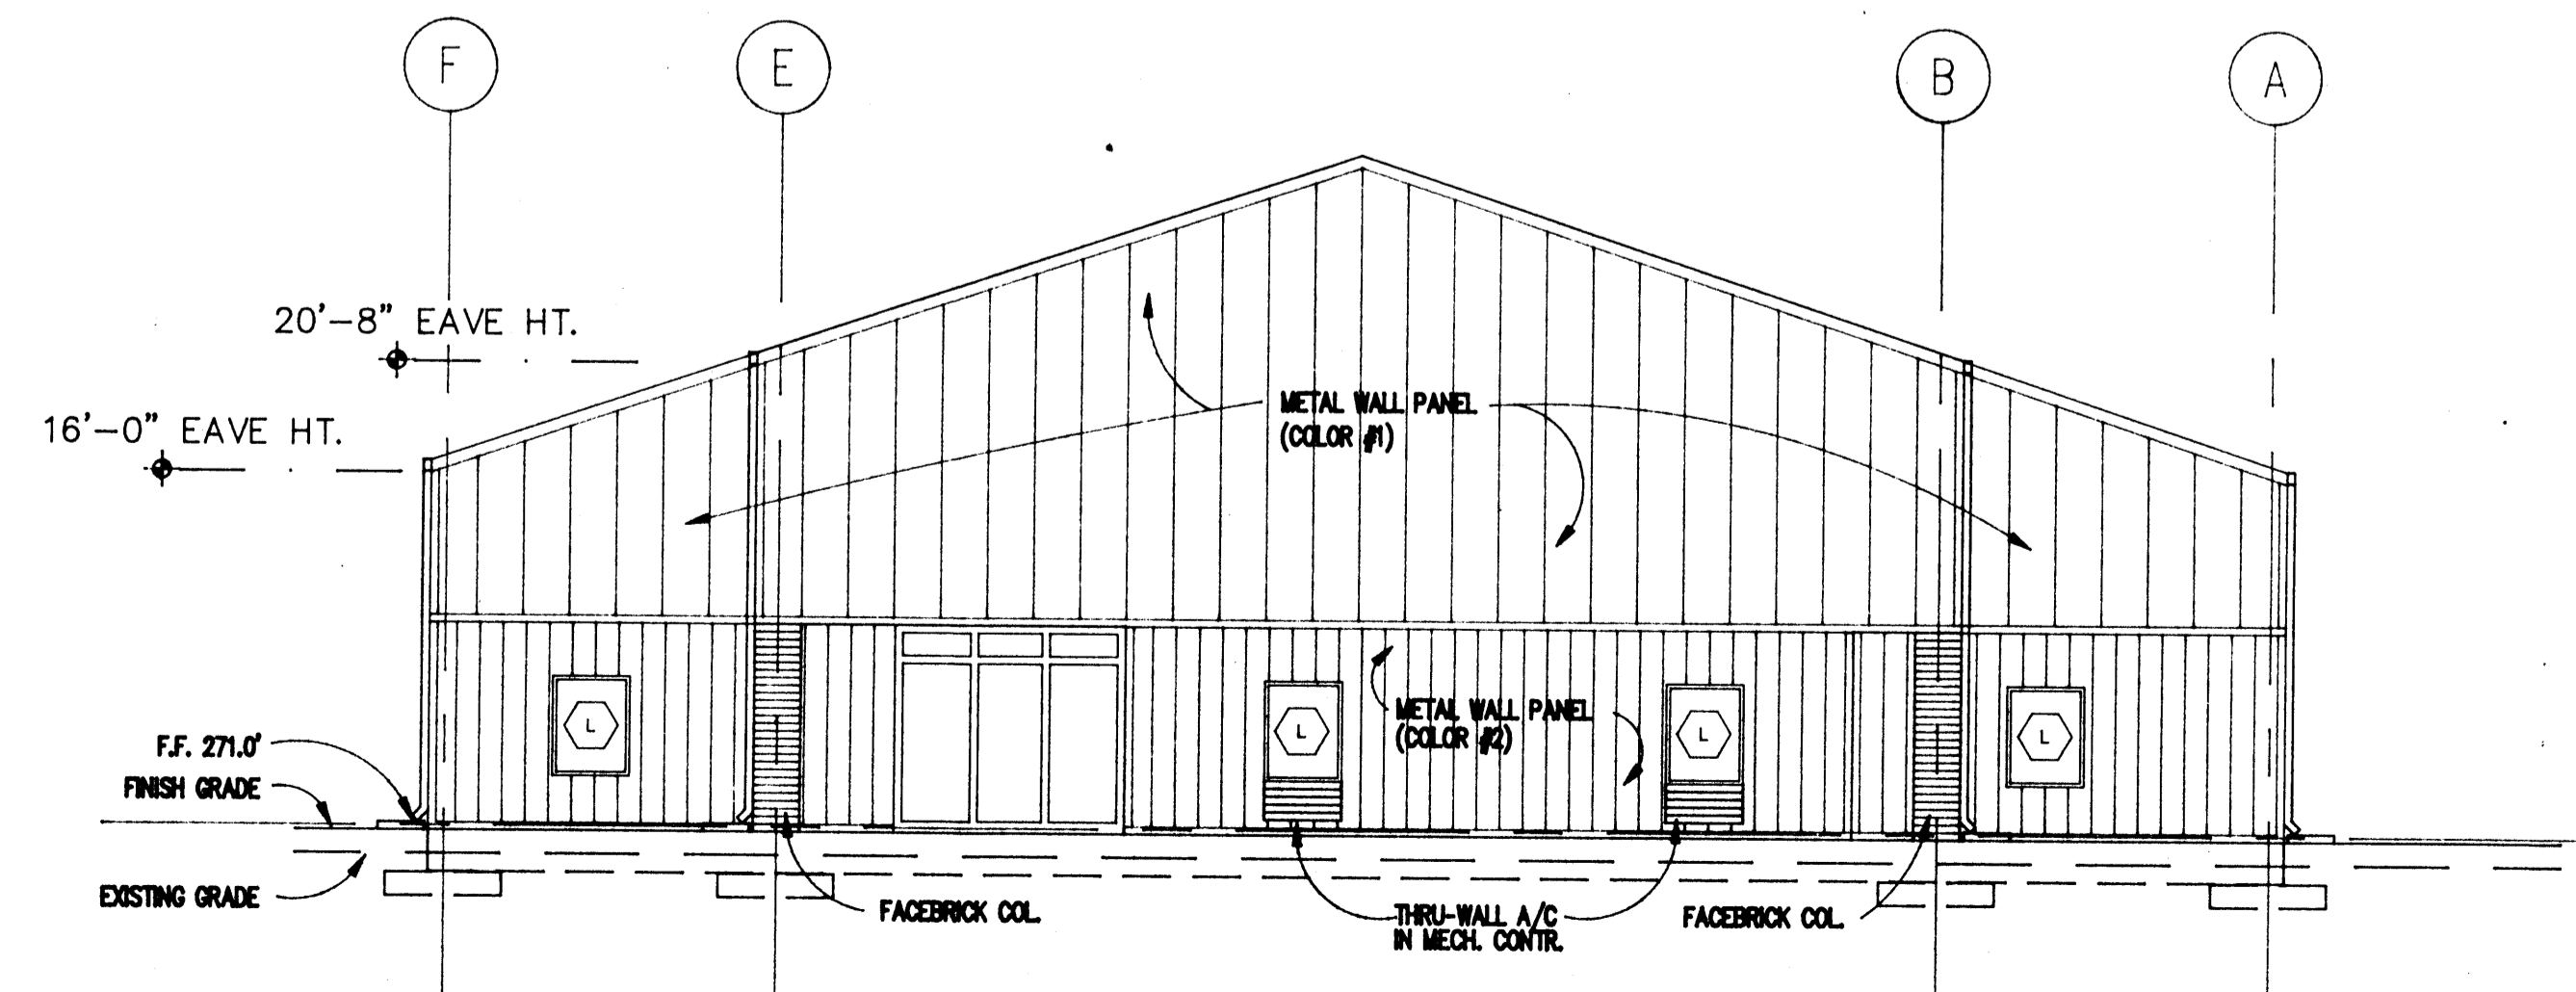 F
E
B
A
20'-8" EAVE HT.
16'-0" EAVE HT.
METAL WALL PANEL
(COLOR #1)
L
L
L
L
METAL WALL PANEL
(COLOR #2)
F.F. 271.0'
FINISH GRADE
EXISTING GRADE
FACEBRICK COL.
THRU-WALL A/C
IN MECH. CONTR.
FACEBRICK COL.